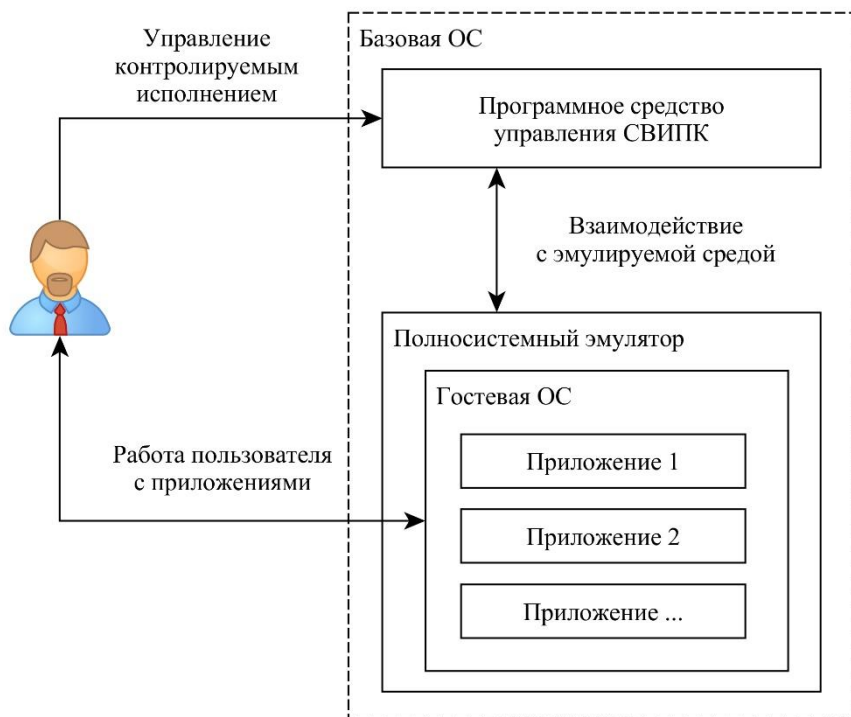 Управление
контролируемым
исполнением
Базовая ОС
Программное средство
управления СВИПК
Взаимодействие
с эмулируемой средой
Полносистемный эмулятор
Гостевая ОС
Работа пользователя
с приложениями
Приложение 1
Приложение 2
Приложение ...